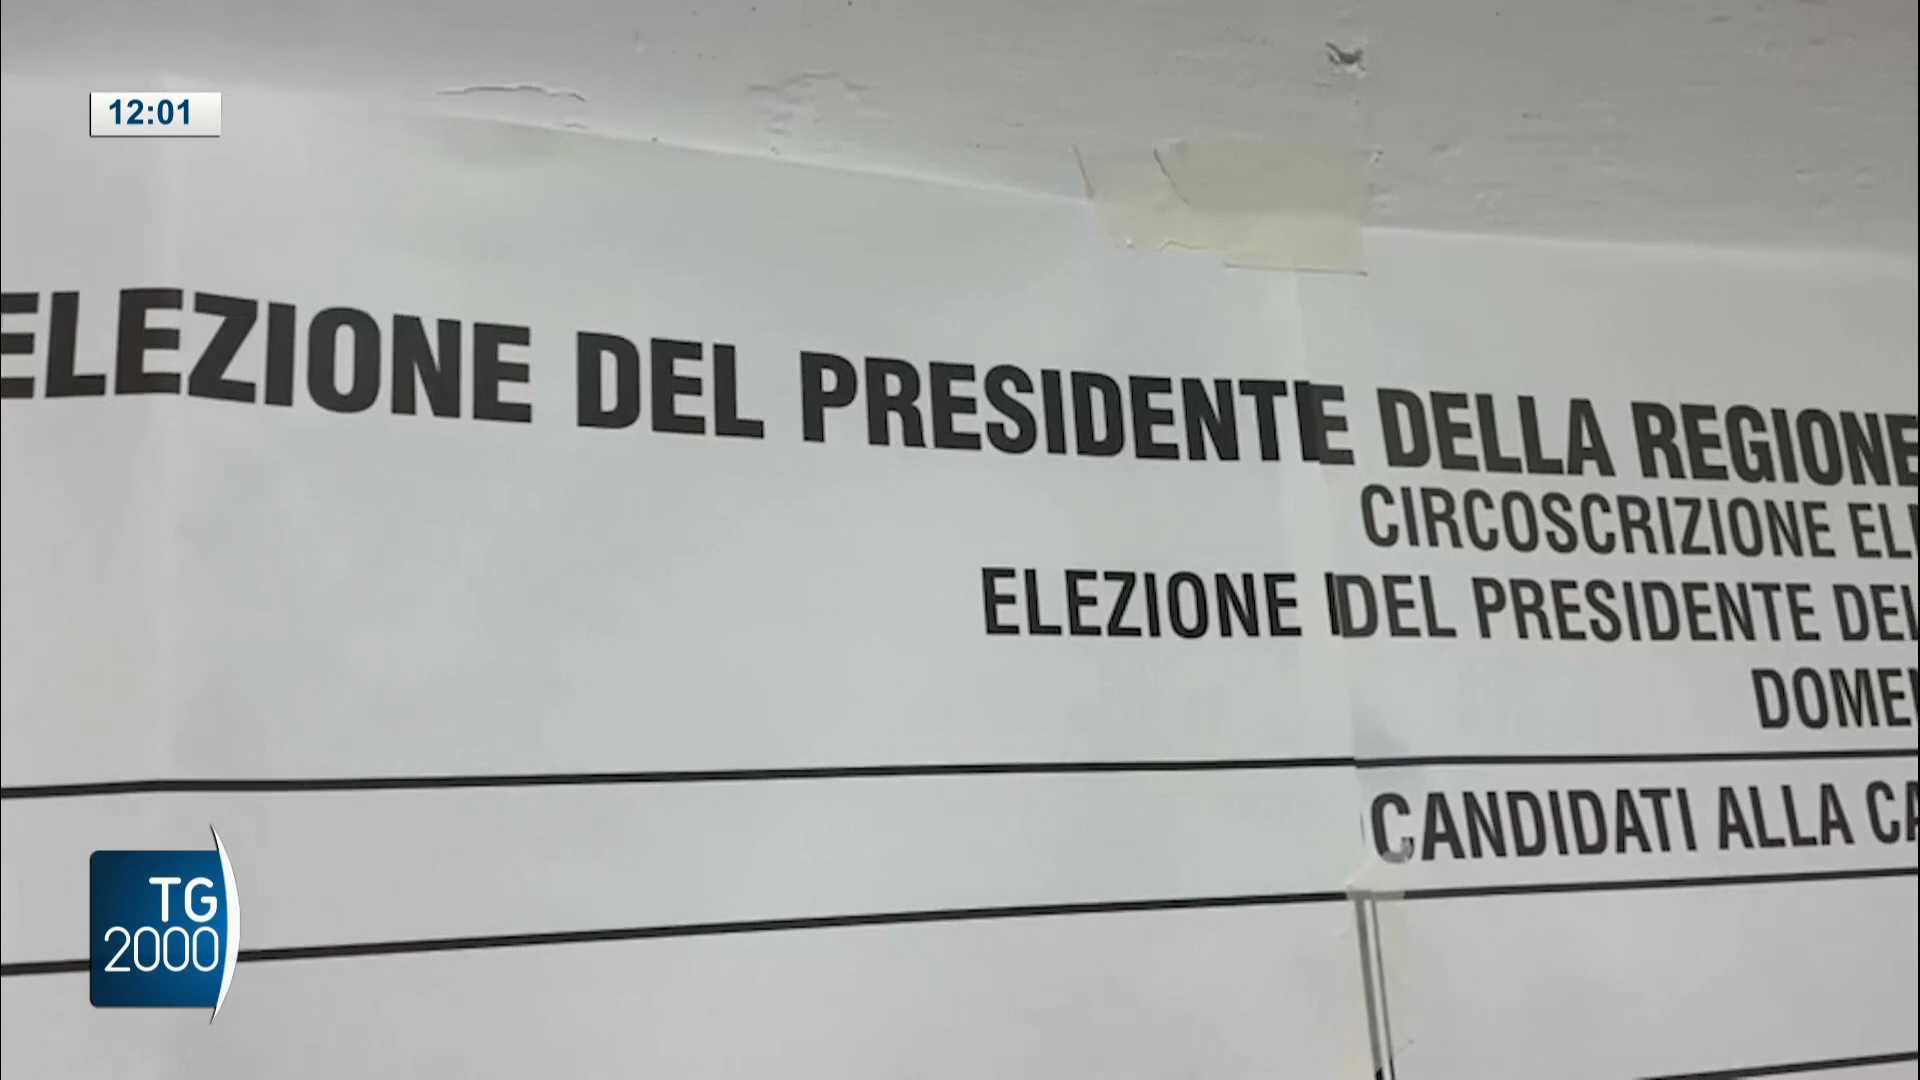 12:01
ELEZIONE DEL PRESIDENTE DELLA REGIONE
CIRCOSCRIZIONE
ELEZIONE DEL PRESIDENTE
CANDIDATI ALLA
TG
2000